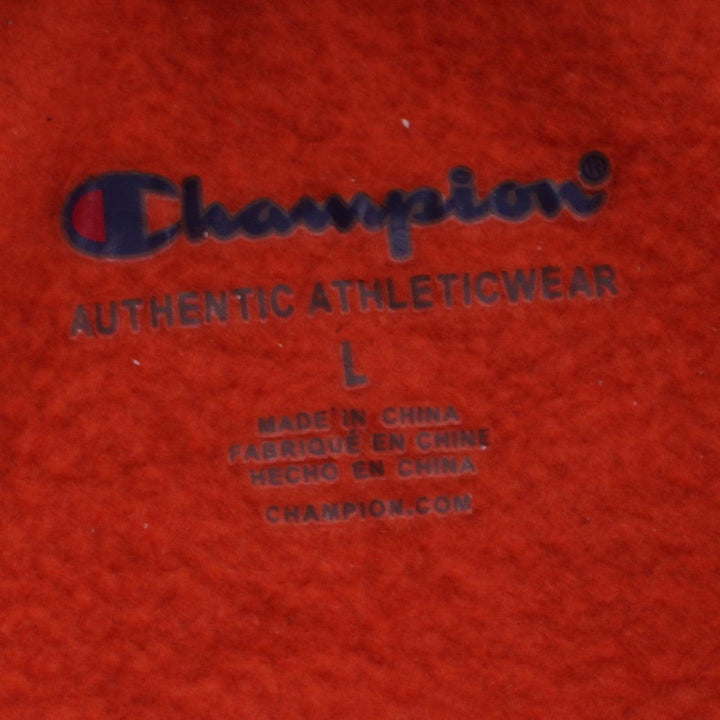 Champion®
AUTHENTIC ATHLETICWEAR
L
MADE IN CHINA
FABRIQUÉ EN CHINE
HECHO EN CHINA
CHAMPION.COM